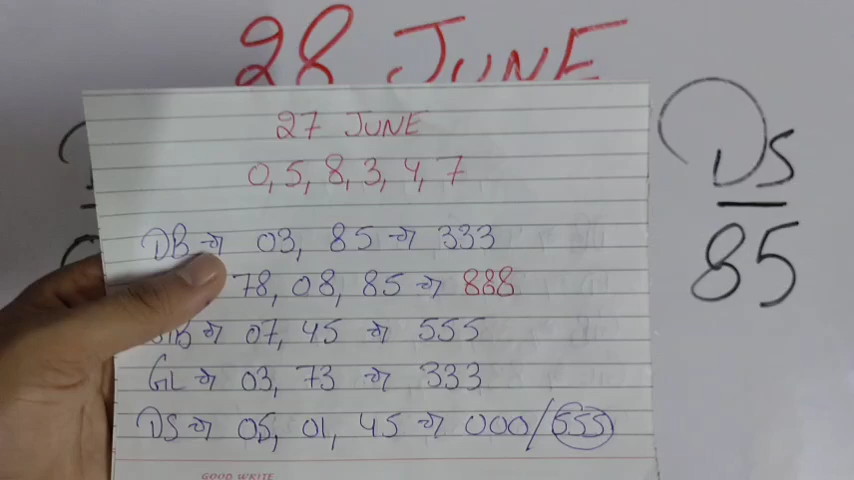 28 JUNE
27 JUNE
0, 5, 8, 3, 4, 7
DB → 03, 85 → 333
78, 08, 85 → 888
GB → 07, 45 → 555
GL → 03, 73 → 333
DS → 05, 01, 45 → 000/555
GOOD WRITE
DS
85